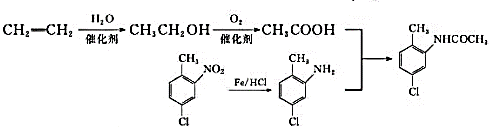 CH₂=CH₂ H₂O 催化剂 CH₃CH₂OH O₂ 催化剂 CH₃COOH
CH₃ NO₂ Cl Fe/HCl CH₃ NH₂ Cl
CH₃ NHCOCH₃ Cl